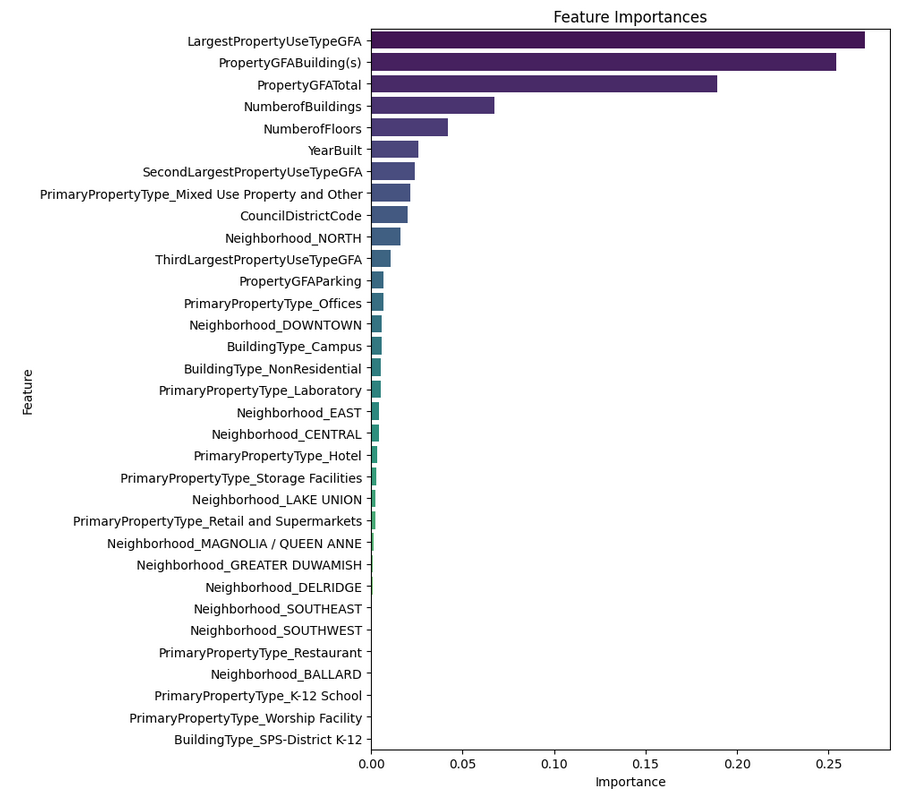 Feature Importances
LargestPropertyUseTypeGFA
PropertyGFABuilding(s)
PropertyGFATotal
NumberofBuildings
NumberofFloors
YearBuilt
SecondLargestPropertyUseTypeGFA
PrimaryPropertyType_Mixed Use Property and Other
CouncilDistrictCode
Neighborhood_NORTH
ThirdLargestPropertyUseTypeGFA
PropertyGFAParking
PrimaryPropertyType_Offices
Neighborhood_DOWNTOWN
BuildingType_Campus
BuildingType_NonResidential
PrimaryPropertyType_Laboratory
Neighborhood_EAST
Neighborhood_CENTRAL
PrimaryPropertyType_Hotel
PrimaryPropertyType_Storage Facilities
Neighborhood_LAKE UNION
PrimaryPropertyType_Retail and Supermarkets
Neighborhood_MAGNOLIA / QUEEN ANNE
Neighborhood_GREATER DUWAMISH
Neighborhood_DELRIDGE
Neighborhood_SOUTHEAST
Neighborhood_SOUTHWEST
PrimaryPropertyType_Restaurant
Neighborhood_BALLARD
PrimaryPropertyType_K-12 School
PrimaryPropertyType_Worship Facility
BuildingType_SPS-District K-12
Feature
0.00 0.05 0.10 0.15 0.20 0.25
Importance